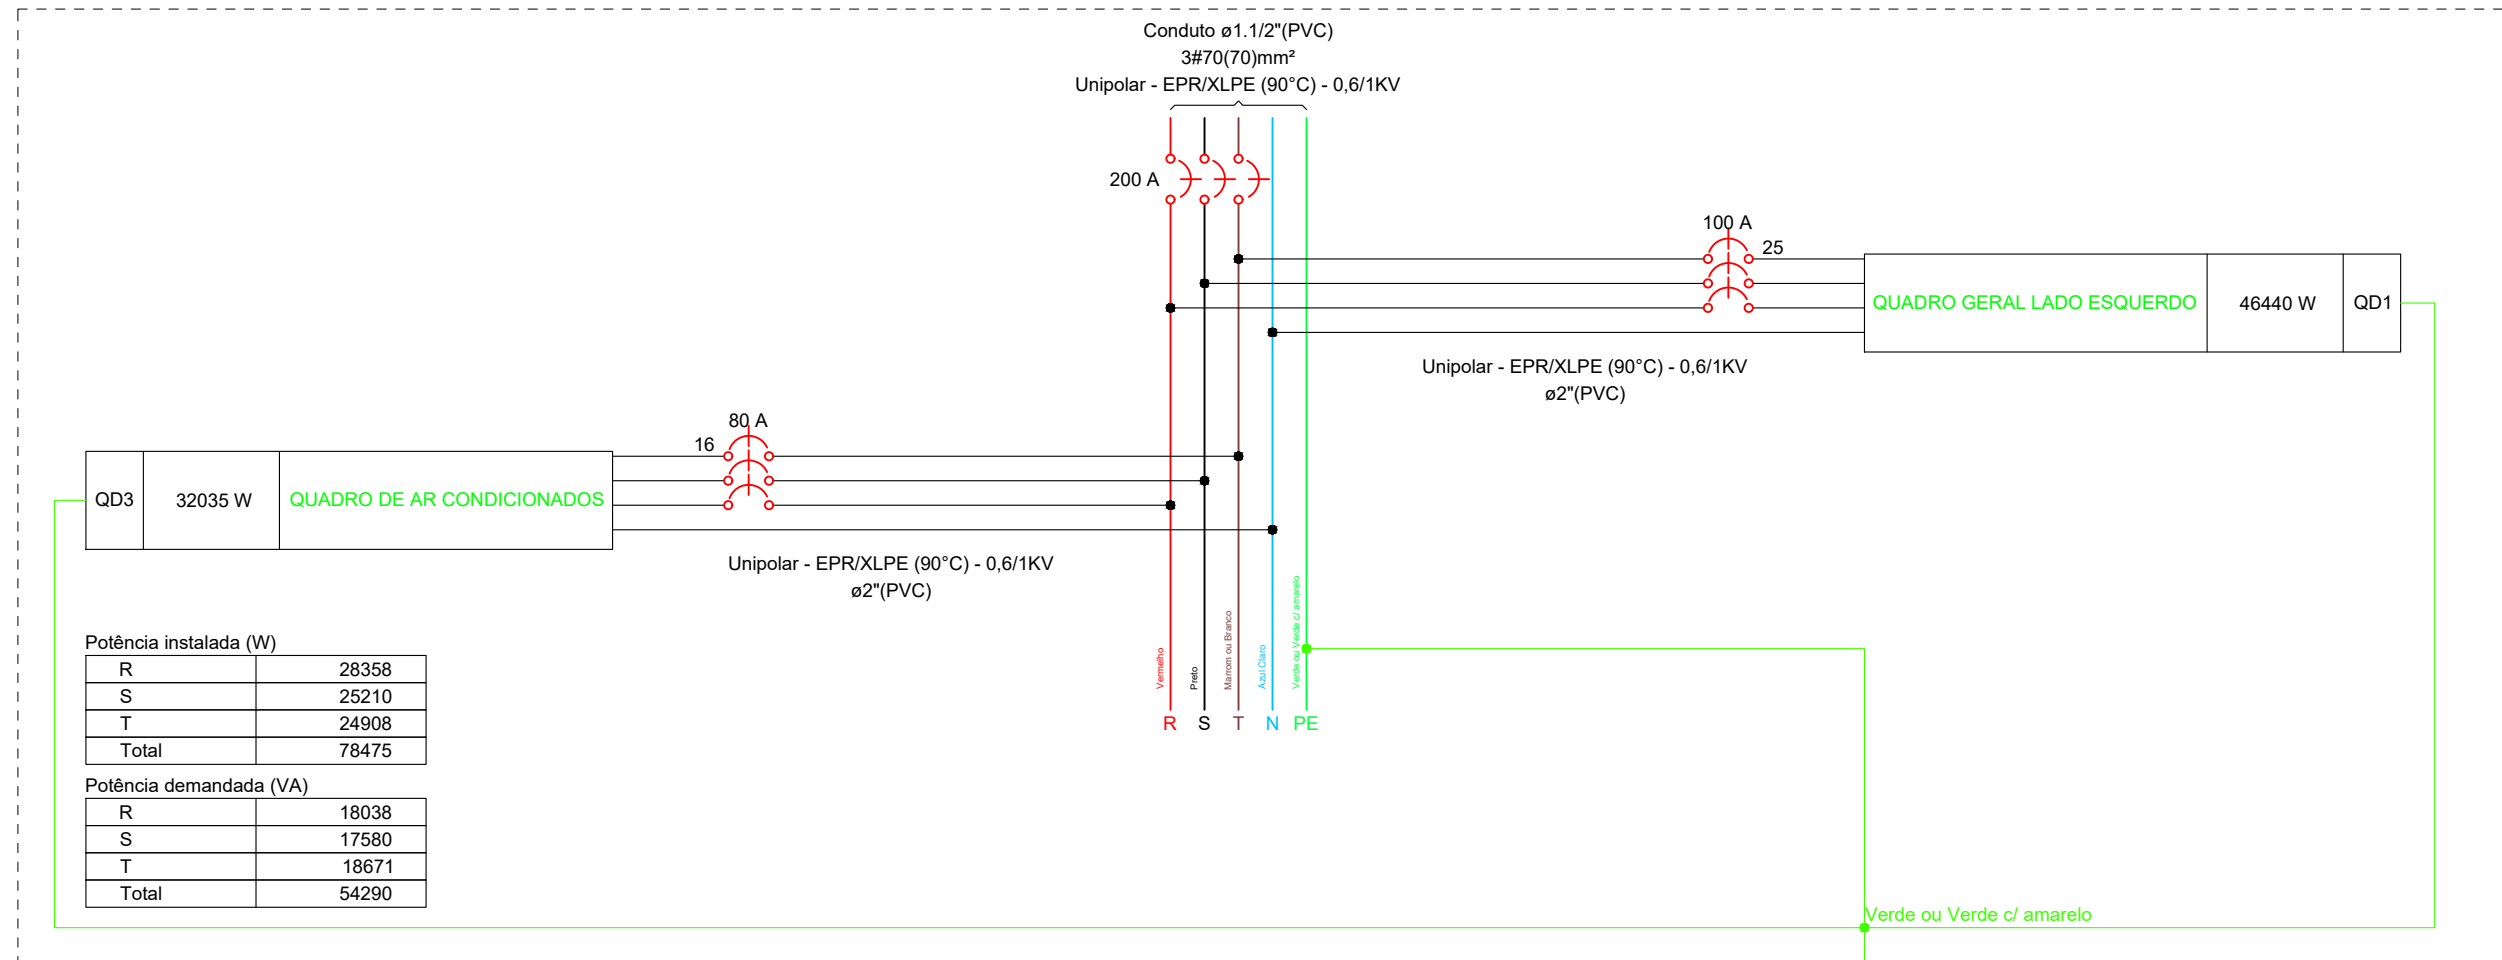 Conduto ø1.1/2"(PVC)
3#70(70)mm²
Unipolar - EPR/XLPE (90°C) - 0,6/1KV
200 A
100 A
25
QUADRO GERAL LADO ESQUERDO
46440 W
QD1
Unipolar - EPR/XLPE (90°C) - 0,6/1KV
ø2"(PVC)
80 A
16
QD3
32035 W
QUADRO DE AR CONDICIONADOS
Unipolar - EPR/XLPE (90°C) - 0,6/1KV
ø2"(PVC)
Vermelho
Preto
Marrom ou Branco
Azul Claro
Verde ou Verde c/ amarelo
R S T N PE
Potência instalada (W)
R 28358
S 25210
T 24908
Total 78475
Potência demandada (VA)
R 18038
S 17580
T 18671
Total 54290
Verde ou Verde c/ amarelo